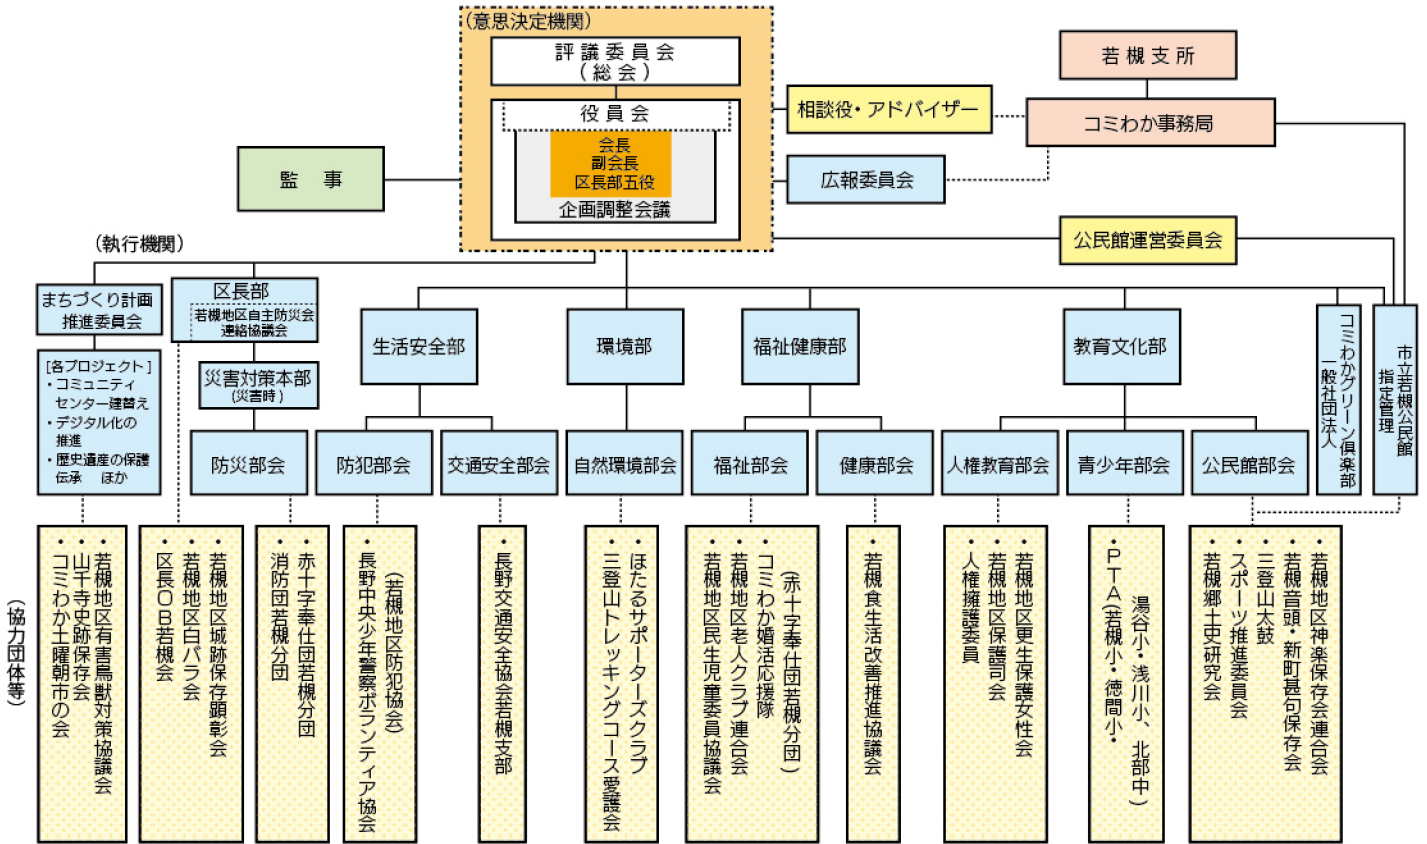 （意思決定機関）
評議委員会
（総会）
役員会
会長
副会長
区長部五役
企画調整会議
監　事
相談役・アドバイザー
広報委員会
若槻支所
コミわか事務局
公民館運営委員会
（執行機関）
まちづくり計画
推進委員会
［各プロジェクト］
・コミュニティ
センター建替え
・デジタル化の
推進
・歴史遺産の保護
伝承　ほか
区長部
若槻地区自主防災会
連絡協議会
災害対策本部
(災害時)
防災部会
生活安全部
防犯部会
交通安全部会
環境部
自然環境部会
福祉健康部
福祉部会
健康部会
教育文化部
人権教育部会
青少年部会
公民館部会
一般社団法人
コミわかグリーン倶楽部
市立若槻公民館
指定管理
（協力団体等）
・若槻地区有害鳥獣対策協議会
・山千寺史跡保存会
・コミわか土曜朝市の会
・若槻地区城跡保存顕彰会
・若槻地区白バラ会
・区長ＯＢ若槻会
・赤十字奉仕団若槻分団
・消防団若槻分団
（若槻地区防犯協会）
・長野中央少年警察ボランティア協会
・長野交通安全協会若槻支部
・ほたるサポーターズクラブ
・三登山トレッキングコース愛護会
（赤十字奉仕団若槻分団）
・コミわか婚活応援隊
・若槻地区老人クラブ連合会
・若槻地区民生児童委員協議会
・若槻食生活改善推進協議会
・若槻地区更生保護女性会
・若槻地区保護司会
・人権擁護委員
・ＰＴＡ(若槻小・徳間小・
湯谷小・浅川小、北部中)
・若槻地区神楽保存会連合会
・若槻音頭・新町甚句保存会
・三登山太鼓
・スポーツ推進委員会
・若槻郷土史研究会